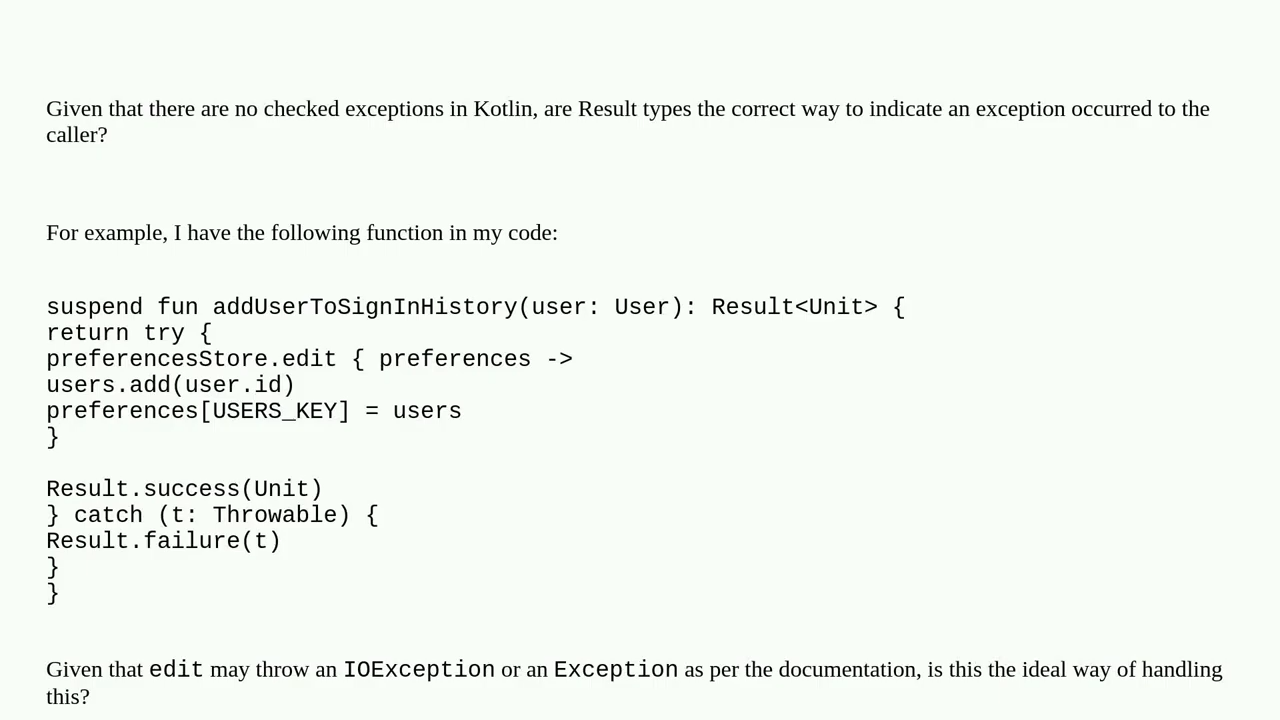 Given that there are no checked exceptions in Kotlin, are Result types the correct way to indicate an exception occurred to the
caller?
For example, I have the following function in my code:
suspend fun addUserToSignInHistory(user: User): Result<Unit> {
return try {
preferencesStore.edit { preferences ->
users.add(user.id)
preferences[USERS_KEY] = users
}
Result.success(Unit)
} catch (t: Throwable) {
Result.failure(t)
}
}
Given that edit may throw an IOException or an Exception as per the documentation, is this the ideal way of handling
this?